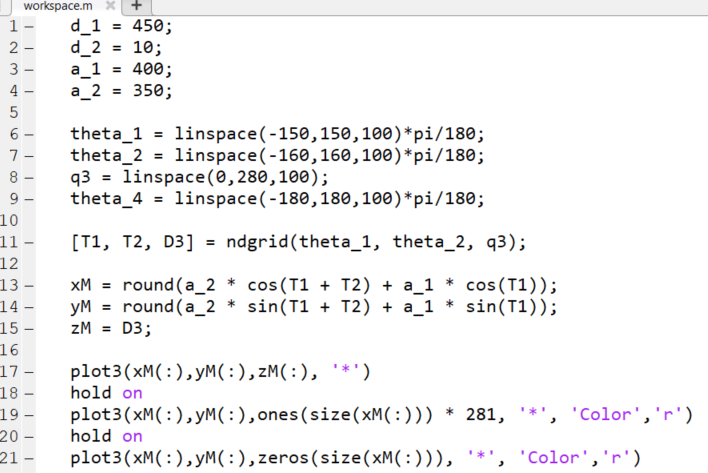 workspace.m
1 – d_1 = 450;
2 – d_2 = 10;
3 – a_1 = 400;
4 – a_2 = 350;
5
6 – theta_1 = linspace(-150,150,100)*pi/180;
7 – theta_2 = linspace(-160,160,100)*pi/180;
8 – q3 = linspace(0,280,100);
9 – theta_4 = linspace(-180,180,100)*pi/180;
10
11 – [T1, T2, D3] = ndgrid(theta_1, theta_2, q3);
12
13 – xM = round(a_2 * cos(T1 + T2) + a_1 * cos(T1));
14 – yM = round(a_2 * sin(T1 + T2) + a_1 * sin(T1));
15 – zM = D3;
16
17 – plot3(xM(:),yM(:),zM(:), '*')
18 – hold on
19 – plot3(xM(:),yM(:),ones(size(xM(:))) * 281, '*', 'Color','r')
20 – hold on
21 – plot3(xM(:),yM(:),zeros(size(xM(:))), '*', 'Color','r')